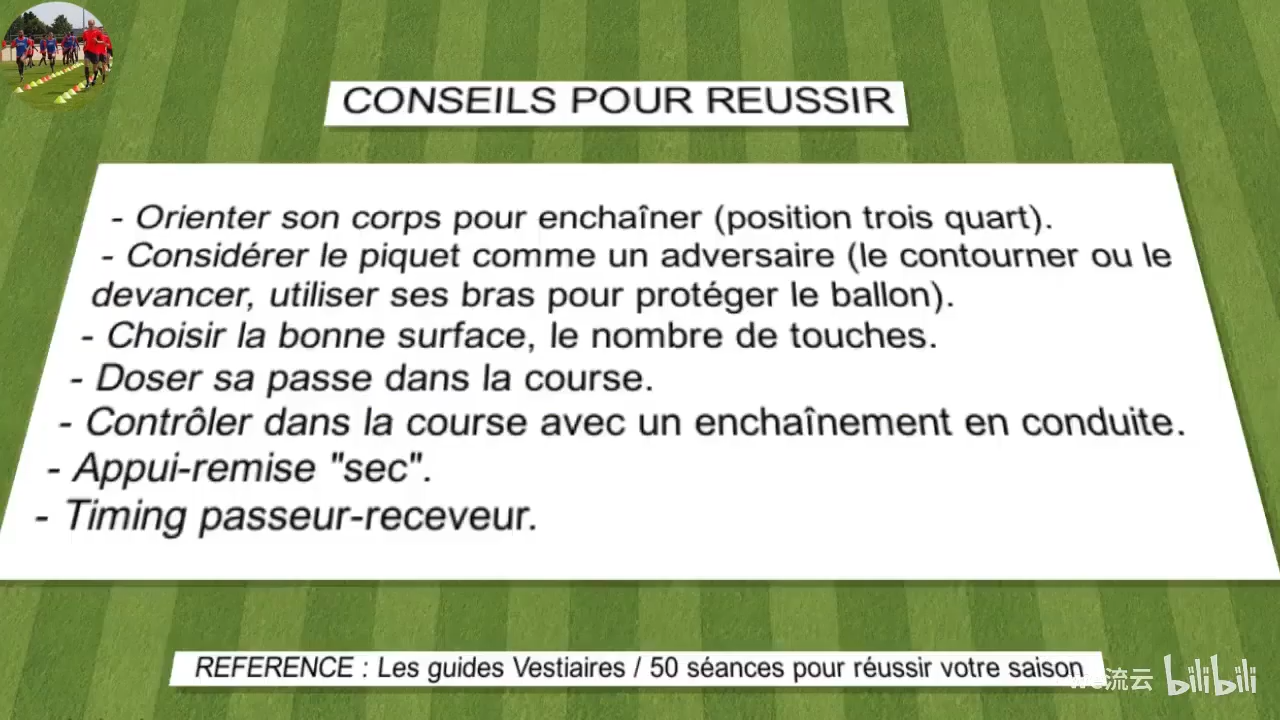 CONSEILS POUR REUSSIR
- Orienter son corps pour enchaîner (position trois quart).
- Considérer le piquet comme un adversaire (le contourner ou le
devancer, utiliser ses bras pour protéger le ballon).
- Choisir la bonne surface, le nombre de touches.
- Doser sa passe dans la course.
- Contrôler dans la course avec un enchaînement en conduite.
- Appui-remise "sec".
- Timing passeur-receveur.
REFERENCE : Les guides Vestiaires / 50 séances pour réussir votre saison
流云 bilibili